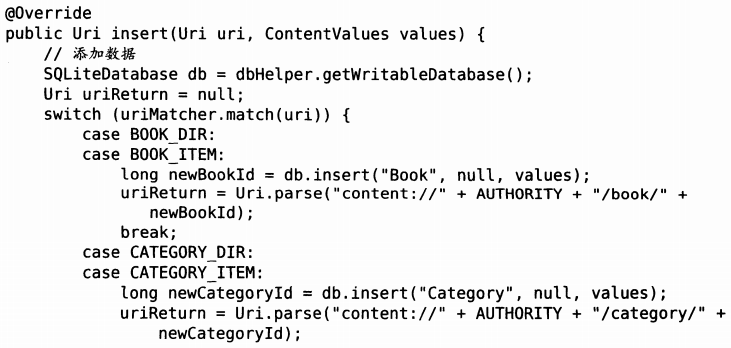 @Override
public Uri insert(Uri uri, ContentValues values) {
    // 添加数据
    SQLiteDatabase db = dbHelper.getWritableDatabase();
    Uri uriReturn = null;
    switch (uriMatcher.match(uri)) {
        case BOOK_DIR:
        case BOOK_ITEM:
            long newBookId = db.insert("Book", null, values);
            uriReturn = Uri.parse("content://" + AUTHORITY + "/book/" +
               newBookId);
            break;
        case CATEGORY_DIR:
        case CATEGORY_ITEM:
            long newCategoryId = db.insert("Category", null, values);
            uriReturn = Uri.parse("content://" + AUTHORITY + "/category/" +
                newCategoryId);